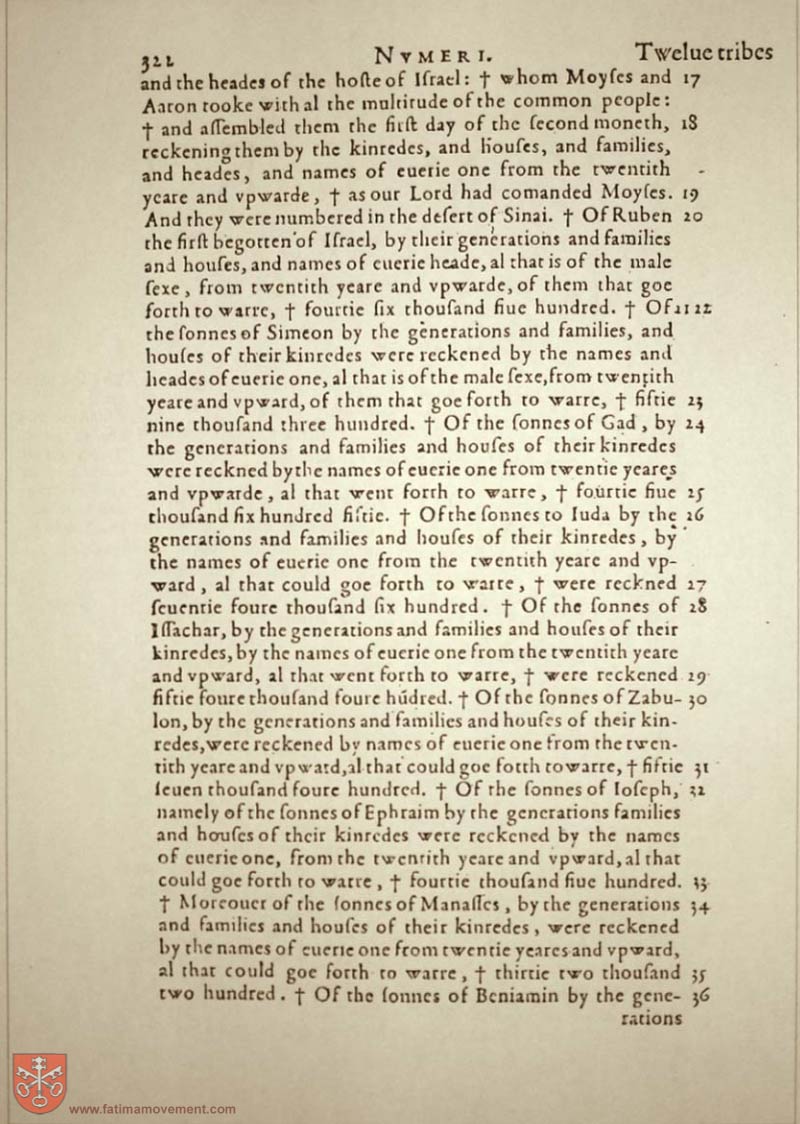 322 NVMERI. Twelue tribes
and the heades of the hoſte of Iſrael: † whom Moyſes and 17
Aaron tooke with al the multitude of the common people:
† and aſſembled them the firſt day of the ſecond moneth, 18
reckening them by the kinredes, and houſes, and families,
and heades, and names of euerie one from the twentith
yeare and vpwarde, † as our Lord had comanded Moyſes. 19
And they were numbered in the deſert of Sinai. † Of Ruben 20
the firſt begotten of Iſrael, by their generations and families
and houſes, and names of euerie heade, al that is of the male
ſexe, from twentith yeare and vpwarde, of them that goe
forth to warre, † fourtie ſix thouſand fiue hundred. † Of 21 22
the ſonnes of Simeon by the generations and families, and
houſes of their kinredes were reckened by the names and
heades of euerie one, al that is of the male ſexe, from twentith
yeare and vpward, of them that goe forth to warre, † fiftie 23
nine thouſand three hundred. † Of the ſonnes of Gad, by 24
the generations and families and houſes of their kinredes
were reckned by the names of euerie one from twentie yeares
and vpwarde, al that went forth to warre, † fourtie fiue 25
thouſand ſix hundred fiftie. † Of the ſonnes to Iuda by the 26
generations and families and houſes of their kinredes, by
the names of euerie one from the twentith yeare and vp-
ward, al that could goe forth to warre, † were reckned 27
ſeuentie foure thouſand ſix hundred. † Of the ſonnes of 28
Iſſachar, by the generations and families and houſes of their
kinredes, by the names of euerie one from the twentith yeare
and vpward, al that went forth to warre, † were reckened 29
fiftie foure thouſand foure hūdred. † Of the ſonnes of Zabu- 30
lon, by the generations and families and houſes of their kin-
redes, were reckened by names of euerie one from the twen-
tith yeare and vpward, al that could goe forth to warre, † fiftie 31
ſeuen thouſand foure hundred. † Of the ſonnes of Ioſeph, 32
namely of the ſonnes of Ephraim by the generations families
and houſes of their kinredes were reckened by the names
of euerie one, from the twentith yeare and vpward, al that
could goe forth to warre, † fourtie thouſand fiue hundred. 33
† Moreouer of the ſonnes of Manaſſes, by the generations 34
and families and houſes of their kinredes, were reckened
by the names of euerie one from twentie yeares and vpward,
al that could goe forth to warre, † thirtie two thouſand 35
two hundred. † Of the ſonnes of Beniamin by the gene- 36
rations
www.fatimamovement.com